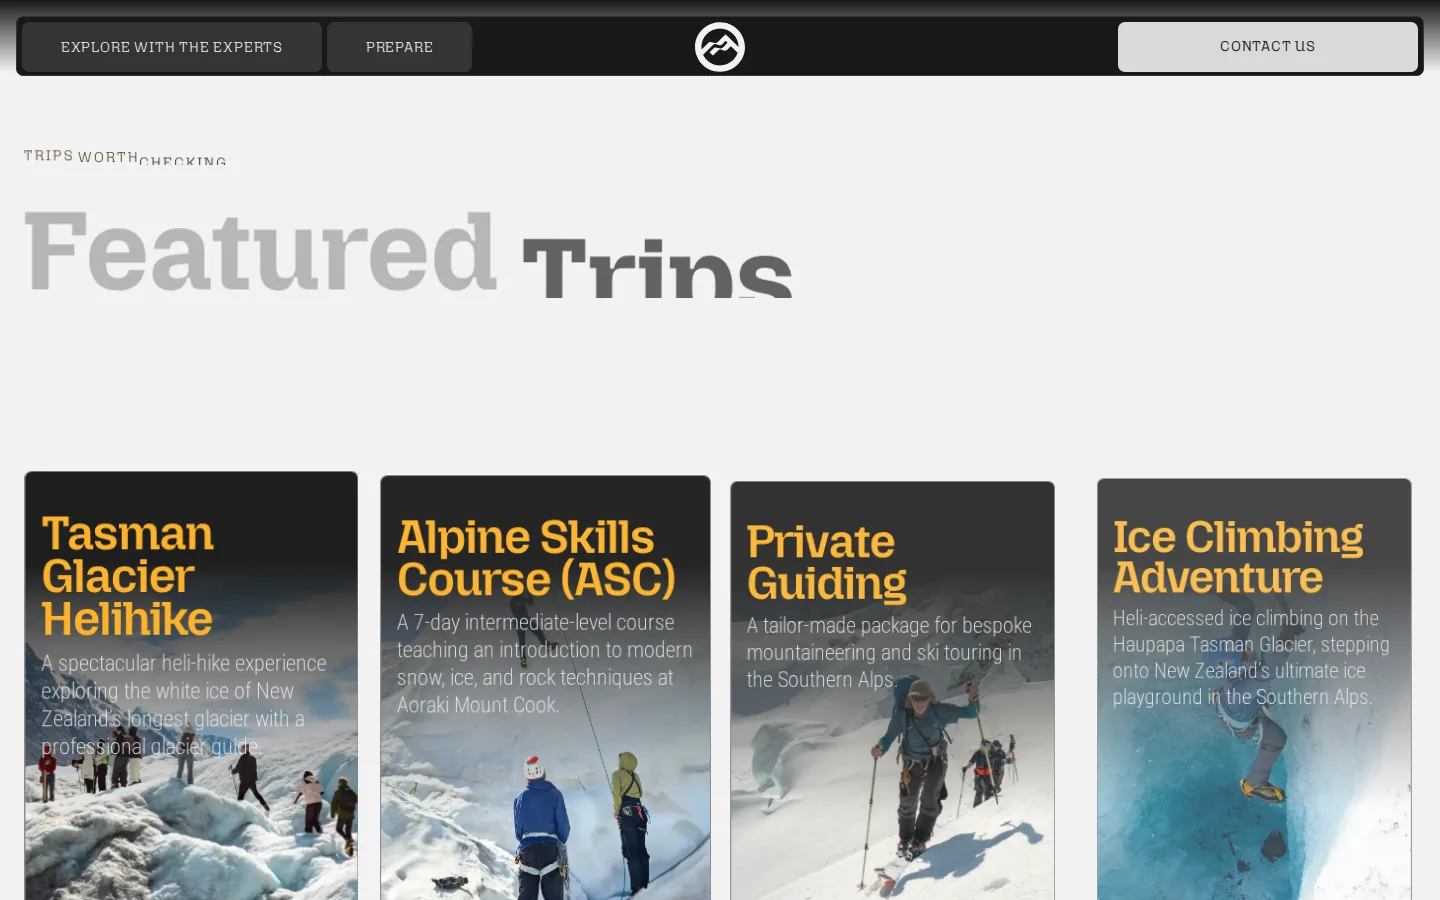 EXPLORE WITH THE EXPERTS
PREPARE
CONTACT US
TRIPS WORTH CHECKING
Featured Trips
Tasman
Glacier
Helihike
A spectacular heli-hike experience
exploring the white ice of New
Zealand's longest glacier with a
professional glacier guide.
Alpine Skills
Course (ASC)
A 7-day intermediate-level course
teaching an introduction to modern
snow, ice, and rock techniques at
Aoraki Mount Cook.
Private
Guiding
A tailor-made package for bespoke
mountaineering and ski touring in
the Southern Alps.
Ice Climbing
Adventure
Heli-accessed ice climbing on the
Haupapa Tasman Glacier, stepping
onto New Zealand's ultimate ice
playground in the Southern Alps.